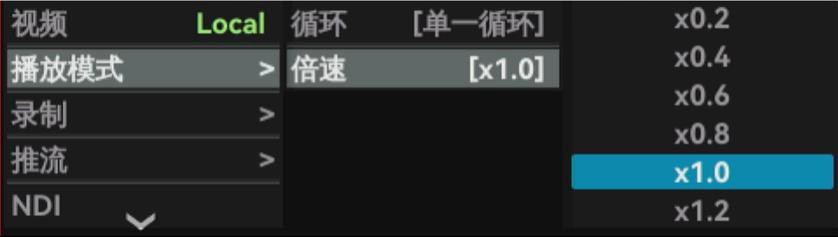 视频 Local
播放模式 >
录制 >
推流 >
NDI
循环 [单一循环]
倍速 [x1.0]
x0.2
x0.4
x0.6
x0.8
x1.0
x1.2